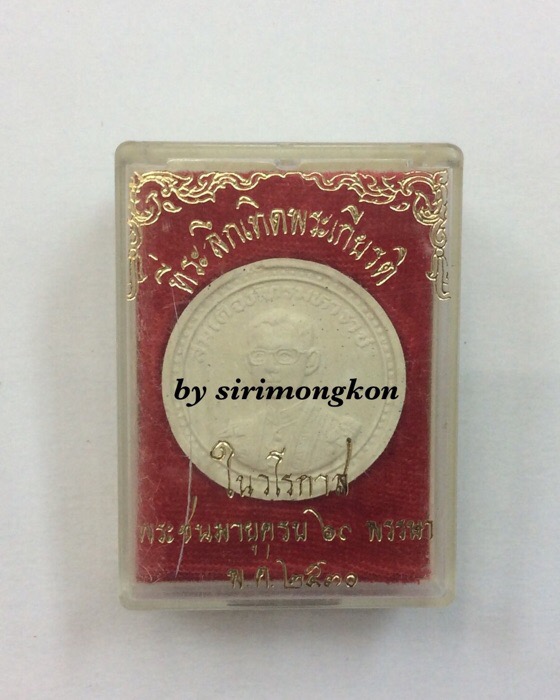 ที่ระลึกเทิดพระเกียรติ
by sirimongkon
ในวโรกาส
พระชันมายุครบ ๖๐ พรรษา
พ.ศ.๒๕๓๐